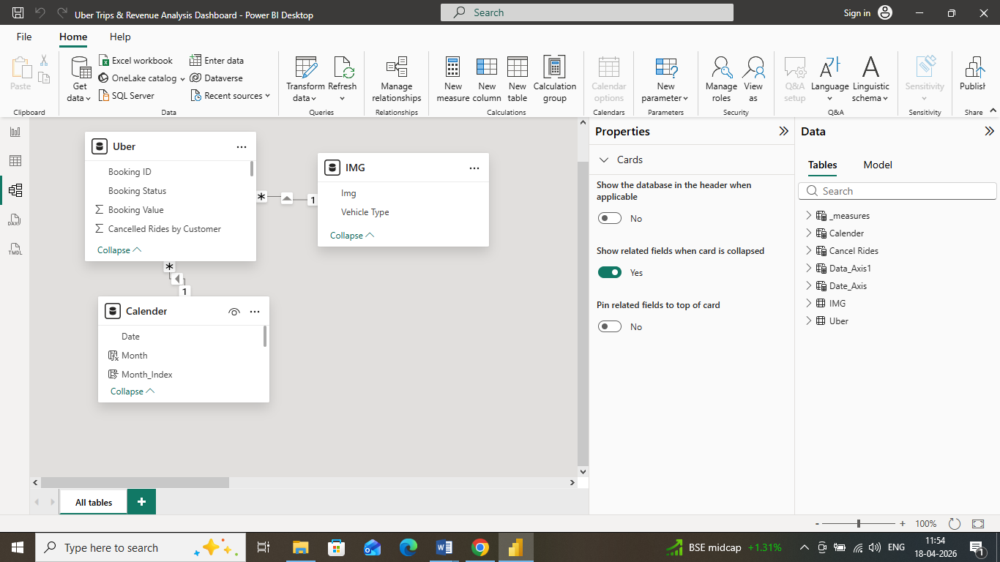 Uber Trips & Revenue Analysis Dashboard - Power BI Desktop
Search
Sign in
File
Home
Help
Paste
Clipboard
Get data
Excel workbook
OneLake catalog
SQL Server
Enter data
Dataverse
Recent sources
Data
Transform data
Refresh
Queries
Manage relationships
Relationships
New measure
New column
New table
Calculation group
Calculations
Calendar options
Calendars
New parameter
Parameters
Manage roles
View as
Security
Q&A setup
Language
Linguistic schema
Q&A
Sensitivity
Sensitivity
Publish
Share
DAX
TMDL
Uber
Booking ID
Booking Status
Booking Value
Cancelled Rides by Customer
Collapse
* 1
IMG
Img
Vehicle Type
Collapse
*
1
Calender
Date
Month
Month_Index
Collapse
All tables
Properties
Cards
Show the database in the header when
applicable
No
Show related fields when card is collapsed
Yes
Pin related fields to top of card
No
Data
Tables
Model
Search
_measures
Calender
Cancel Rides
Data_Axis1
Date_Axis
IMG
Uber
- + 100%
Type here to search
BSE midcap +1.31%
ENG
11:54
18-04-2026
1